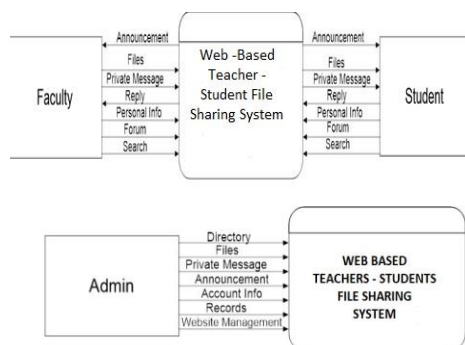 Announcement
Files
Private Message
Reply
Personal Info
Forum
Search
Faculty
Web -Based
Teacher -
Student File
Sharing System
Announcement
Files
Private Message
Reply
Personal Info
Forum
Search
Student
Admin
Directory
Files
Private Message
Announcement
Account Info
Records
Website Management
WEB BASED
TEACHERS - STUDENTS
FILE SHARING
SYSTEM